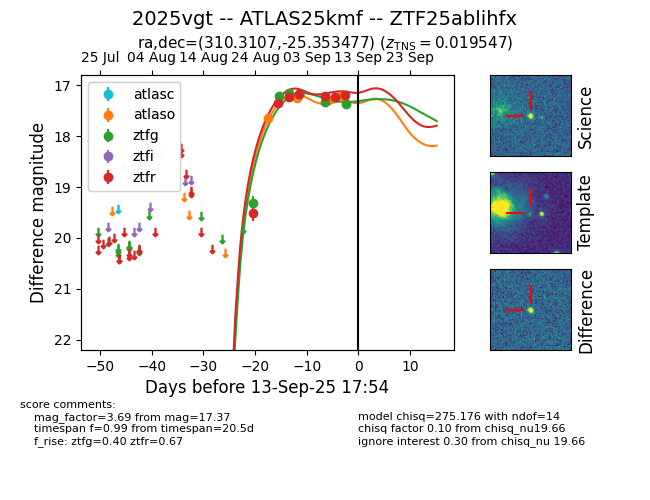 2025vgt -- ATLAS25kmf -- ZTF25ablihfx
ra,dec=(310.3107,-25.353477) (z_TNS = 0.019547)
25 Jul 04 Aug 14 Aug 24 Aug 03 Sep 13 Sep 23 Sep
Difference magnitude
17
18
19
20
21
22
atlasc
atlaso
ztfg
ztfi
ztfr
−50 −40 −30 −20 −10 0 10
Days before 13-Sep-25 17:54
Science
Template
Difference
score comments:
mag_factor=3.69 from mag=17.37
timespan f=0.99 from timespan=20.5d
f_rise: ztfg=0.40 ztfr=0.67
model chisq=275.176 with ndof=14
chisq factor 0.10 from chisq_nu19.66
ignore interest 0.30 from chisq_nu 19.66